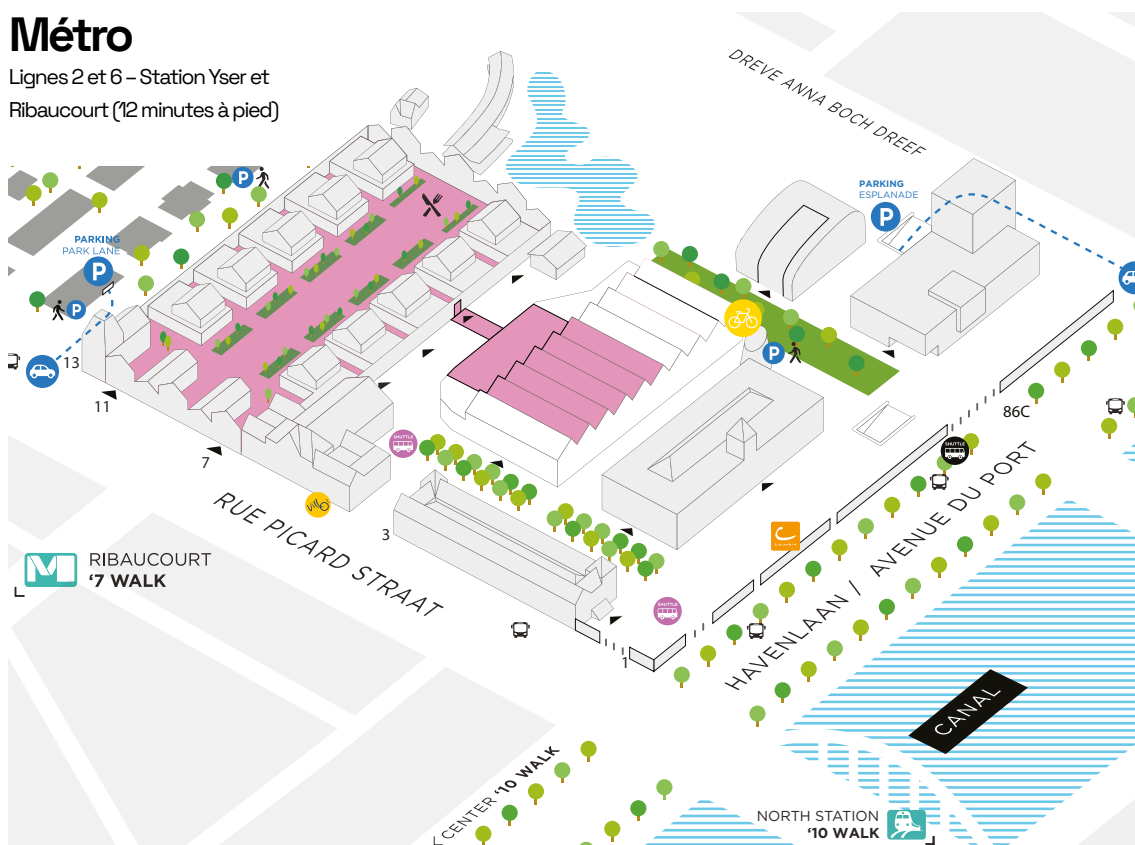 Métro
Lignes 2 et 6 – Station Yser et
Ribaucourt (12 minutes à pied)
DREVE ANNA BOCH DREEF
P
PARKING
ESPLANADE
P
PARKING
PARK LANE
P
P
P
13
11
7
3
1
86C
SHUTTLE
SHUTTLE
SHUTTLE
villo
C
RUE PICARD STRAAT
M
RIBAUCOURT
‘7 WALK
HAVENLAAN / AVENUE DU PORT
CANAL
CENTER ‘10 WALK
NORTH STATION
‘10 WALK